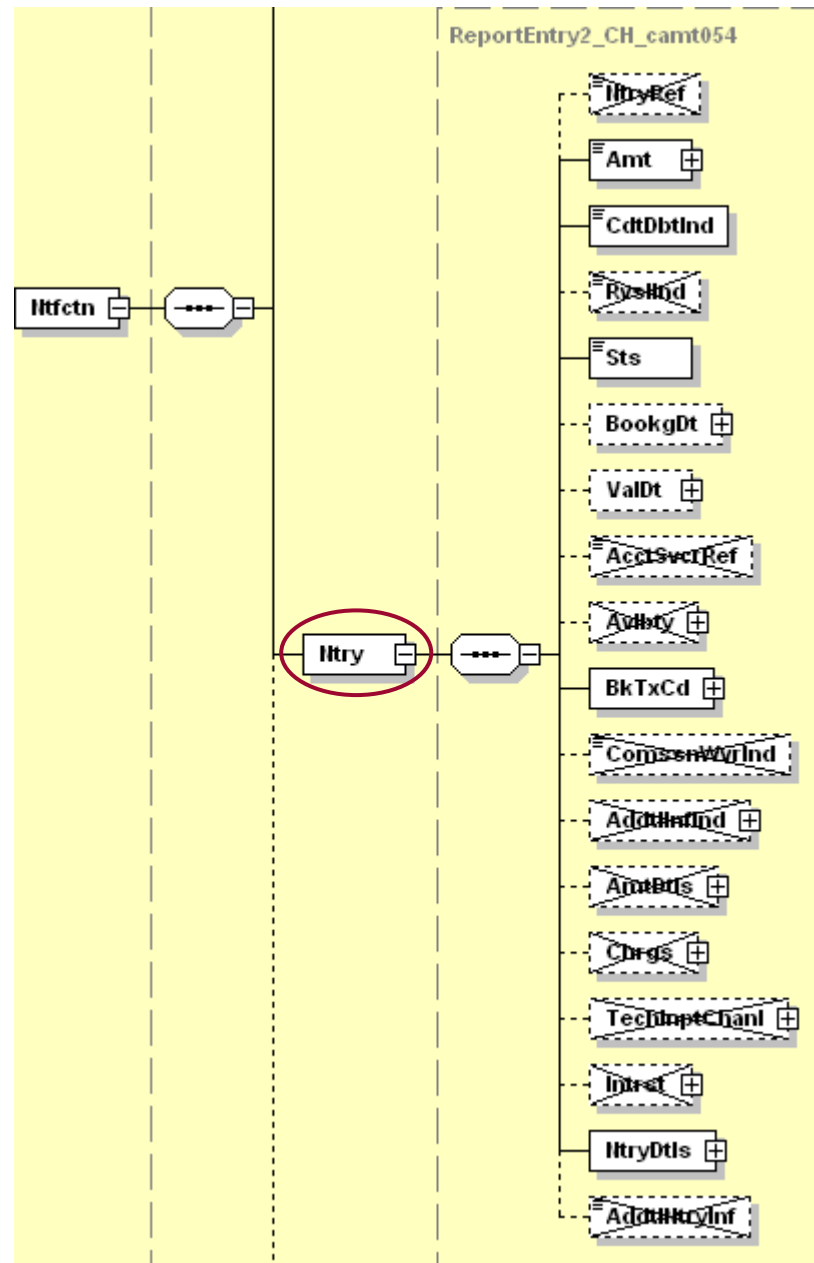 ReportEntry2_CH_camt054
NtryRef
Amt
CdtDbtInd
RvslInd
Ntfctn
Sts
BookgDt
ValDt
AcctSvcrRef
Avlbty
Ntry
BkTxCd
ComssnWvrInd
AddtlInfInd
AmtDtls
Chrgs
TechInptChanl
Intrst
NtryDtls
AddtlNtryInf